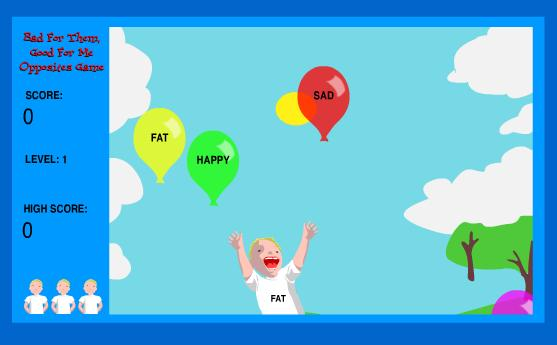 Bad For Them,
Good For Me
Opposites Game
SCORE:
0
LEVEL: 1
HIGH SCORE:
0
SAD
FAT
HAPPY
FAT